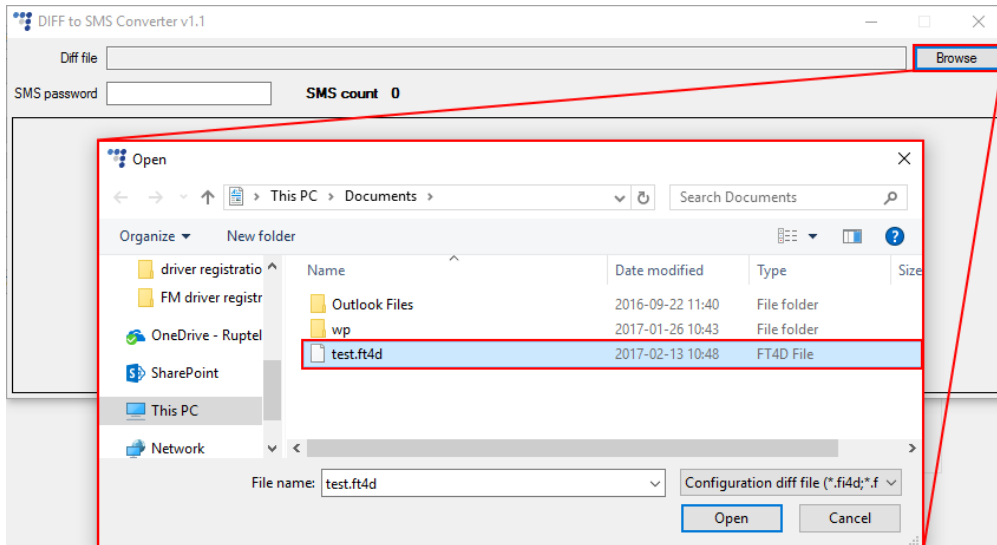 DIFF to SMS Converter v1.1
Diff file
Browse
SMS password
SMS count 0
Open
This PC > Documents >
Search Documents
Organize
New folder
driver registratio
Name
Date modified
Type
Size
FM driver registr
Outlook Files
2016-09-22 11:40
File folder
OneDrive - Ruptel
wp
2017-01-26 10:43
File folder
test.ft4d
2017-02-13 10:48
FT4D File
SharePoint
This PC
Network
File name:
test.ft4d
Configuration diff file (*.fi4d;*.f
Open
Cancel